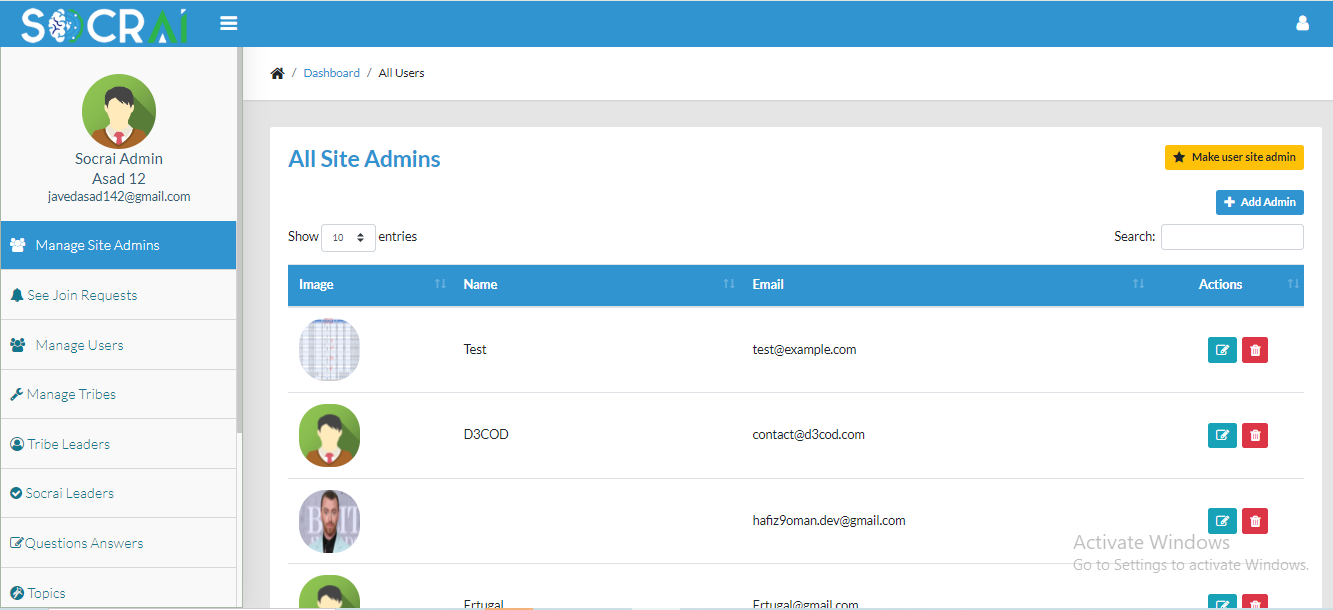 SOCRAI
Socrai Admin
Asad 12
javedasad142@gmail.com
Manage Site Admins
See Join Requests
Manage Users
Manage Tribes
Tribe Leaders
Socrai Leaders
Questions Answers
Topics
/ Dashboard / All Users
All Site Admins
Make user site admin
Add Admin
Show 10 entries
Search:
Image Name Email Actions
Test test@example.com
D3COD contact@d3cod.com
hafiz9oman.dev@gmail.com
Ertugal Ertugal@gmail.com
Activate Windows
Go to Settings to activate Windows.